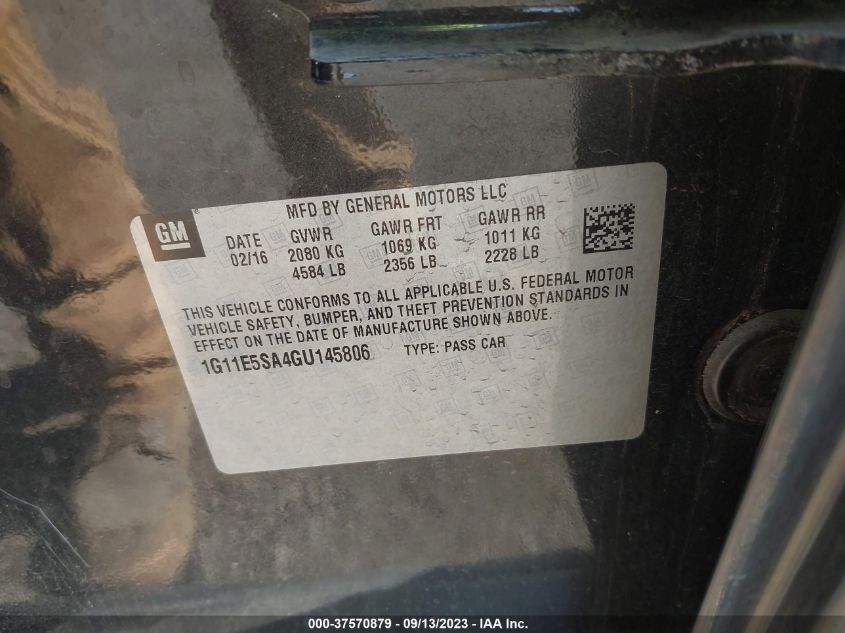 MFD BY GENERAL MOTORS LLC
GM
DATE GVWR GAWR FRT GAWR RR
02/16 2080 KG 1069 KG 1011 KG
4584 LB 2356 LB 2228 LB
THIS VEHICLE CONFORMS TO ALL APPLICABLE U.S. FEDERAL MOTOR
VEHICLE SAFETY, BUMPER, AND THEFT PREVENTION STANDARDS IN
EFFECT ON THE DATE OF MANUFACTURE SHOWN ABOVE.
1G11E5SA4GU145806 TYPE: PASS CAR
000-37570879 - 09/13/2023 - IAA Inc.